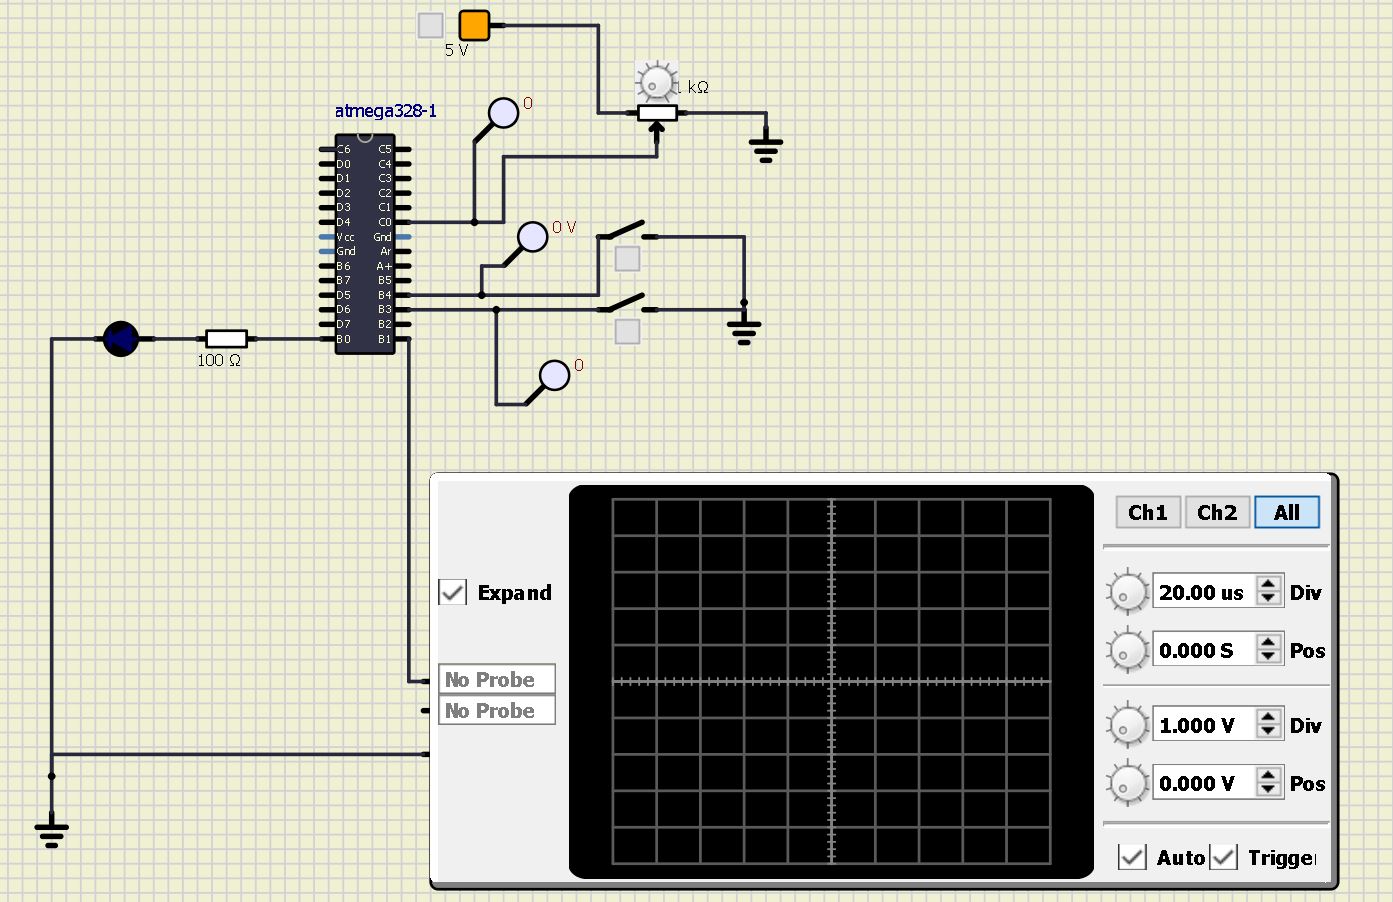 5 V
1 kΩ
0
atmega328-1
C6 C5
D0 C4
D1 C3
D2 C2
D3 C1
D4 C0
Vcc Gnd
Gnd Ar
B6 A+
B7 B5
D5 B4
D6 B3
D7 B2
B0 B1
0 V
100 Ω
0
Ch1 Ch2 All
Expand
20.00 us Div
0.000 S Pos
No Probe
No Probe
1.000 V Div
0.000 V Pos
Auto Trigge